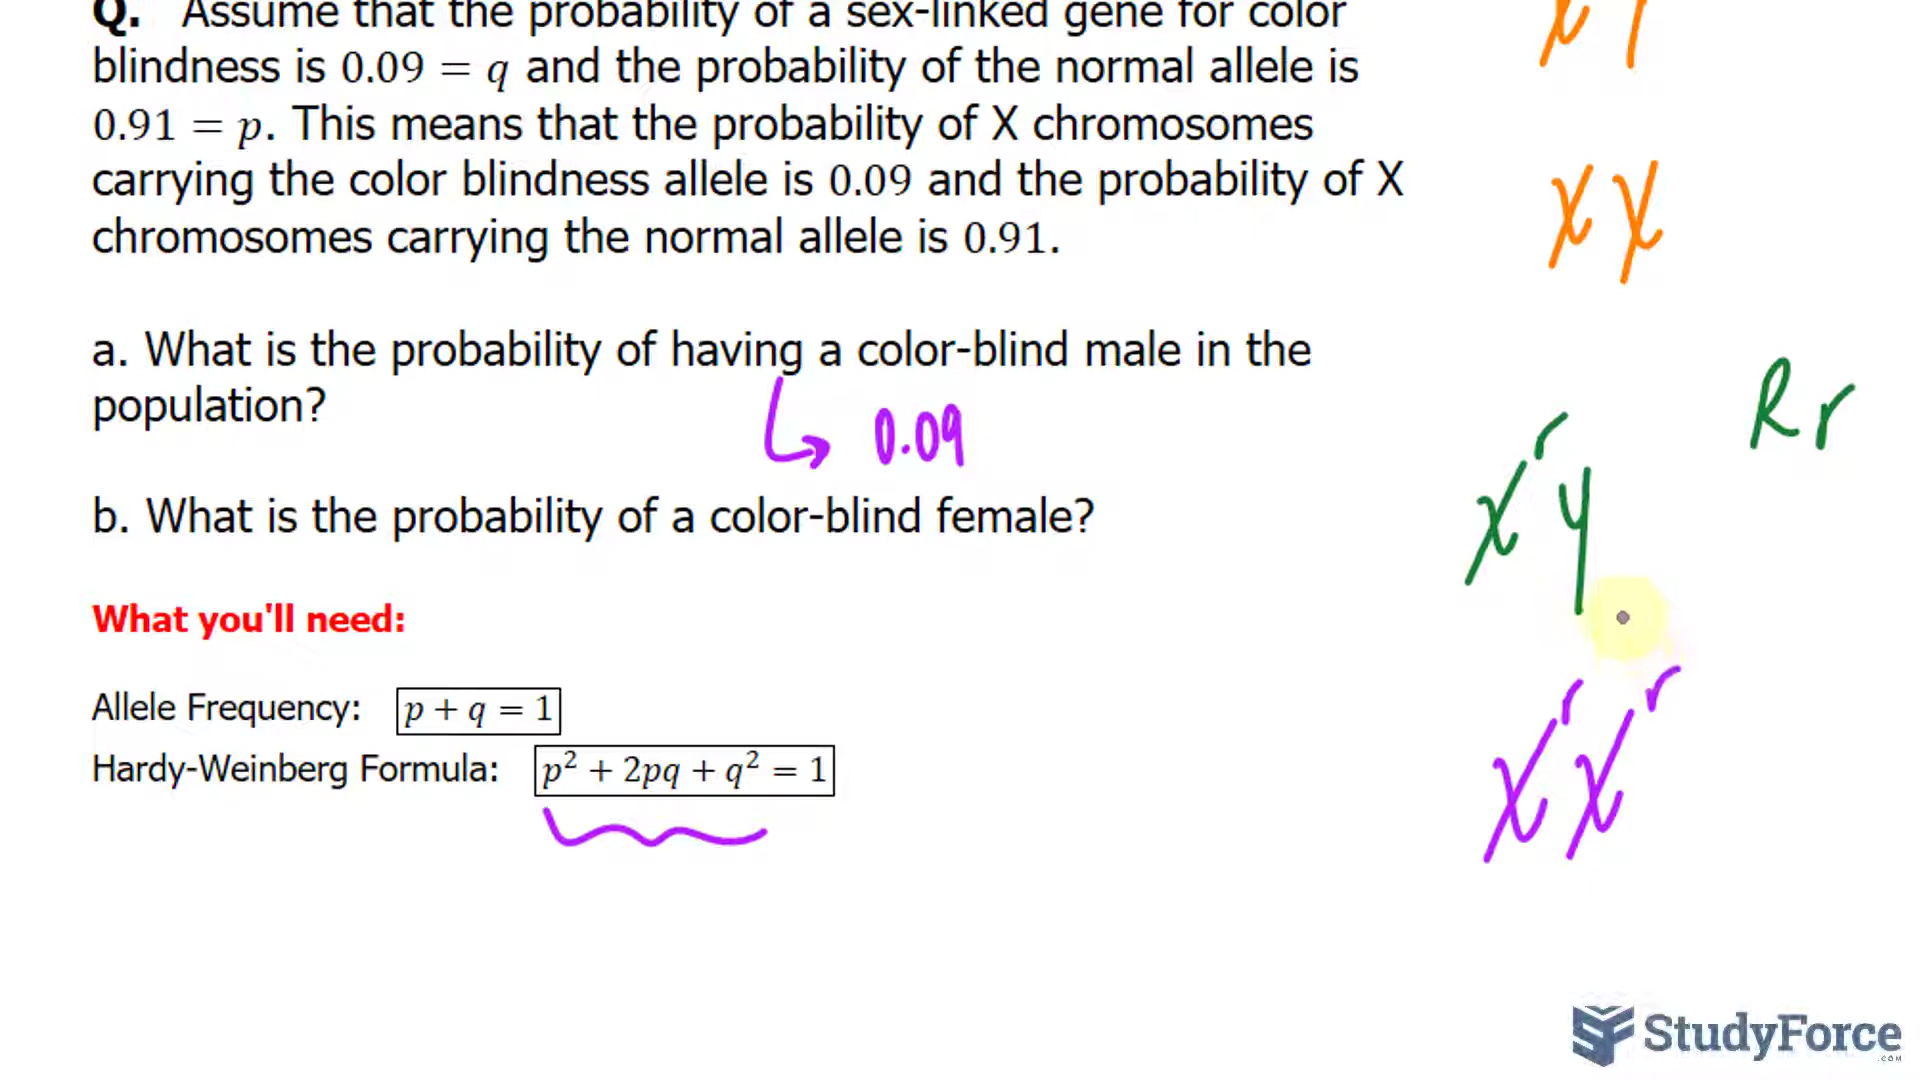 Q. Assume that the probability of a sex-linked gene for color
blindness is 0.09 = q and the probability of the normal allele is
0.91 = p. This means that the probability of X chromosomes
carrying the color blindness allele is 0.09 and the probability of X
chromosomes carrying the normal allele is 0.91.
X X
a. What is the probability of having a color-blind male in the
population?
0.09
R r
X^r y
b. What is the probability of a color-blind female?
What you'll need:
Allele Frequency: p + q = 1
Hardy-Weinberg Formula: p² + 2pq + q² = 1
X^r X^r
StudyForce
.COM